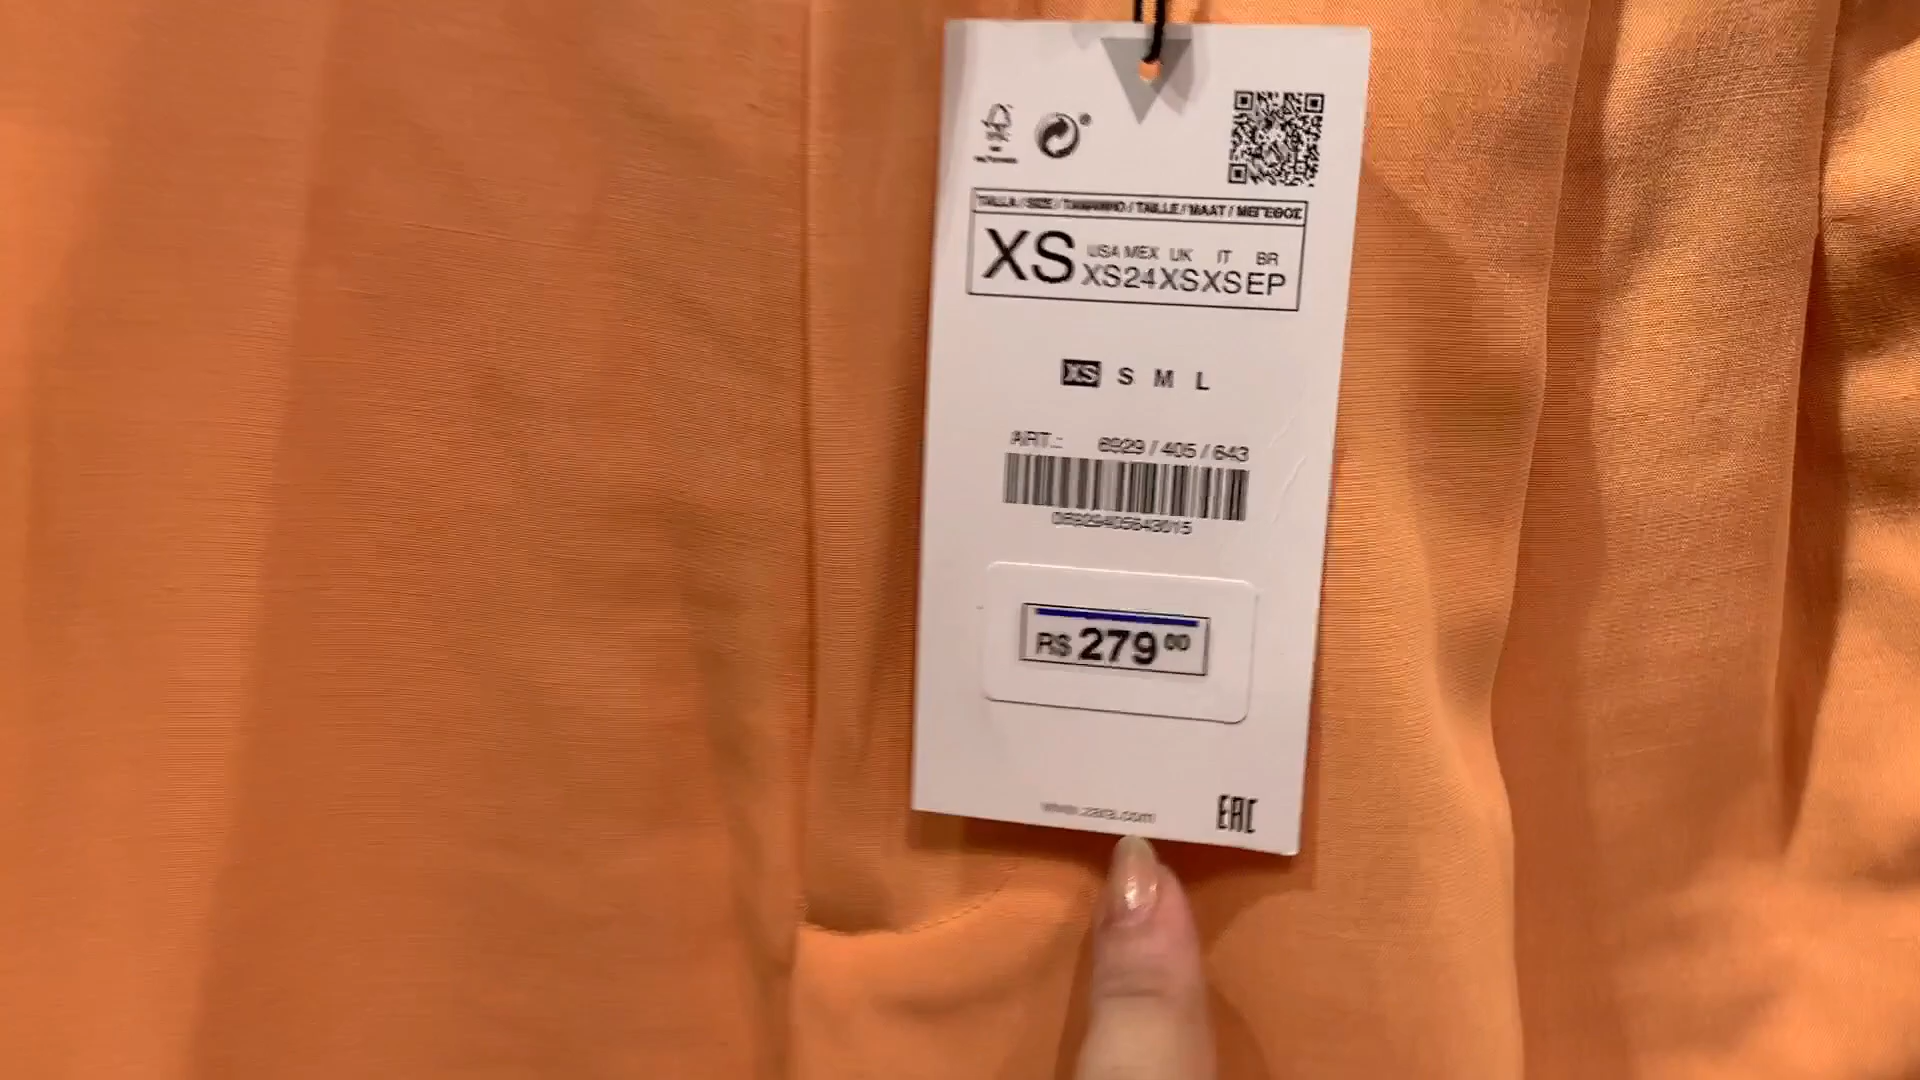 TALLA / SIZE / TAMANHO / TAILLE / MAAT / ΜΕΓΕΘΟΣ
XS
USA MEX UK IT BR
XS 24 XS XS EP
XS S M L
ART.: 6929 / 405 / 643
R$ 279 00
www.zara.com
EAC